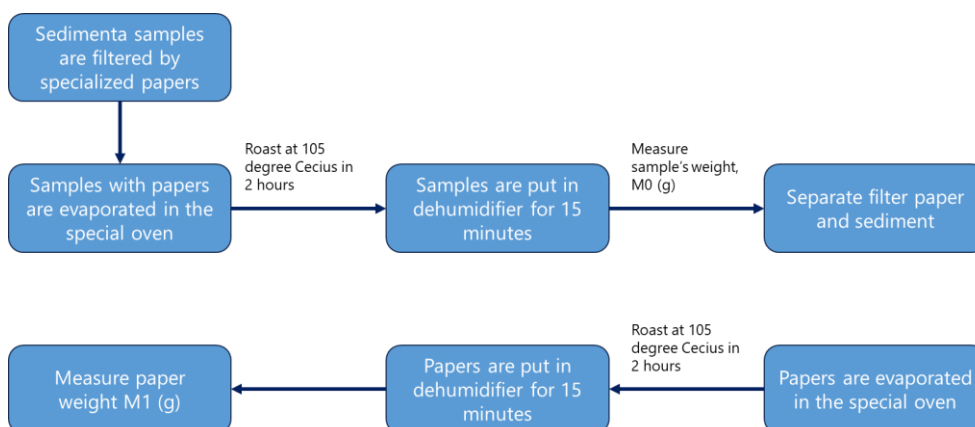 Sedimenta samples
are filtered by
specialized papers
Roast at 105
degree Cecius in
2 hours
Measure
sample's weight,
M0 (g)
Samples with papers
are evaporated in the
special oven
Samples are put in
dehumidifier for 15
minutes
Separate filter paper
and sediment
Roast at 105
degree Cecius in
2 hours
Measure paper
weight M1 (g)
Papers are put in
dehumidifier for 15
minutes
Papers are evaporated
in the special oven